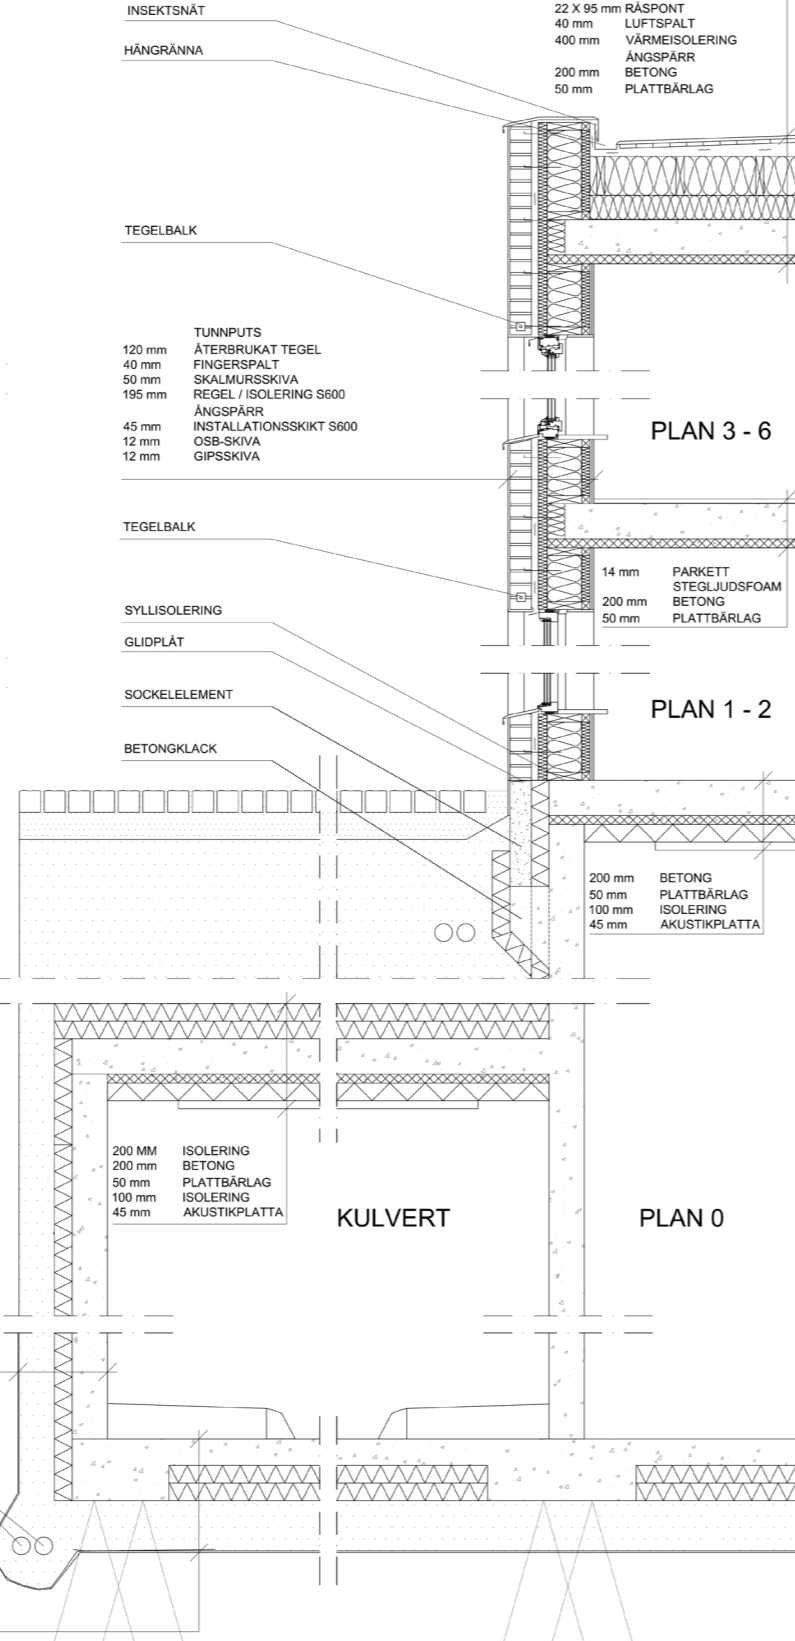 INSEKTSNÄT
HÄNGRÄNNA
22 X 95 mm RÅSPONT
40 mm LUFTSPALT
400 mm VÄRMEISOLERING
ÅNGSPÄRR
200 mm BETONG
50 mm PLATTBÄRLAG
TEGELBALK
TUNNPUTS
120 mm ÅTERBRUKAT TEGEL
40 mm FINGERSPALT
50 mm SKALMURSSKIVA
195 mm REGEL / ISOLERING S600
ÅNGSPÄRR
45 mm INSTALLATIONSSKIKT S600
12 mm OSB-SKIVA
12 mm GIPSSKIVA
PLAN 3 - 6
TEGELBALK
14 mm PARKETT
STEGLJUDSFOAM
200 mm BETONG
50 mm PLATTBÄRLAG
SYLLISOLERING
GLIDPLÅT
SOCKELELEMENT
BETONGKLACK
PLAN 1 - 2
200 mm BETONG
50 mm PLATTBÄRLAG
100 mm ISOLERING
45 mm AKUSTIKPLATTA
200 MM ISOLERING
200 mm BETONG
50 mm PLATTBÄRLAG
100 mm ISOLERING
45 mm AKUSTIKPLATTA
KULVERT
PLAN 0